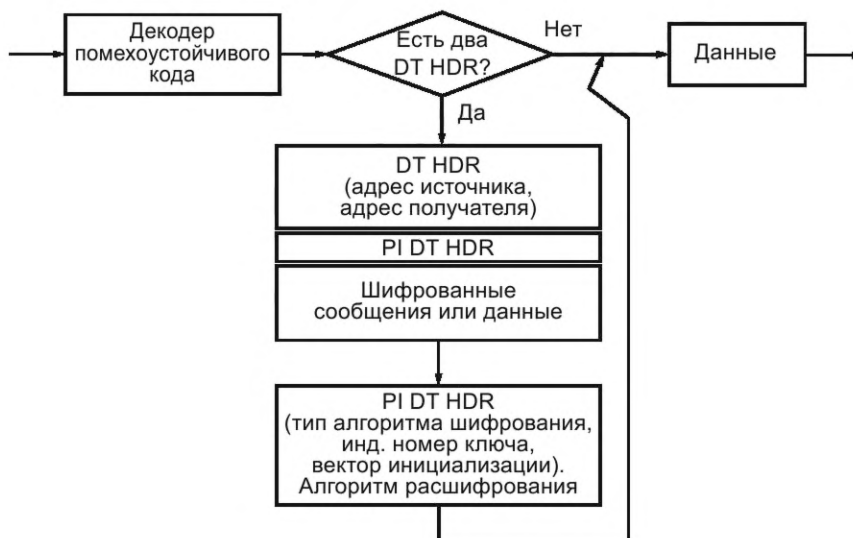 Декодер
помехоустойчивого
кода
Есть два
DT HDR?
Нет
Данные
Да
DT HDR
(адрес источника,
адрес получателя)
PI DT HDR
Шифрованные
сообщения или данные
PI DT HDR
(тип алгоритма шифрования,
инд. номер ключа,
вектор инициализации).
Алгоритм расшифрования